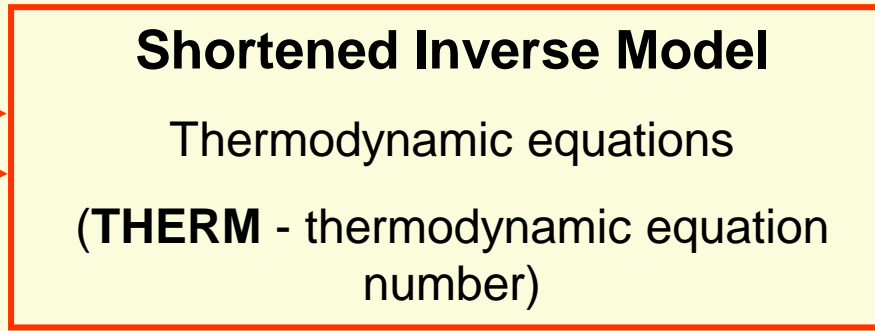 Shortened Inverse Model
Thermodynamic equations
(THERM - thermodynamic equation
number)